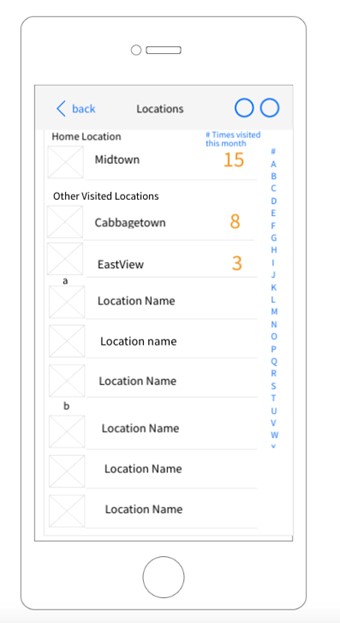 back
Locations
Home Location
# Times visited
this month
Midtown
15
Other Visited Locations
Cabbagetown
8
EastView
3
a
Location Name
Location name
Location Name
b
Location Name
Location Name
Location Name
#
A
B
C
D
E
F
G
H
I
J
K
L
M
N
O
P
Q
R
S
T
U
V
W